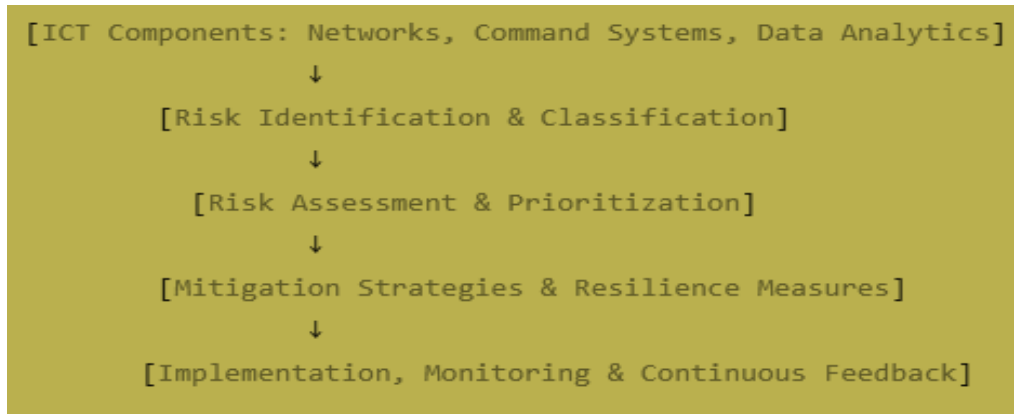 [ICT Components: Networks, Command Systems, Data Analytics]
↓
[Risk Identification & Classification]
↓
[Risk Assessment & Prioritization]
↓
[Mitigation Strategies & Resilience Measures]
↓
[Implementation, Monitoring & Continuous Feedback]